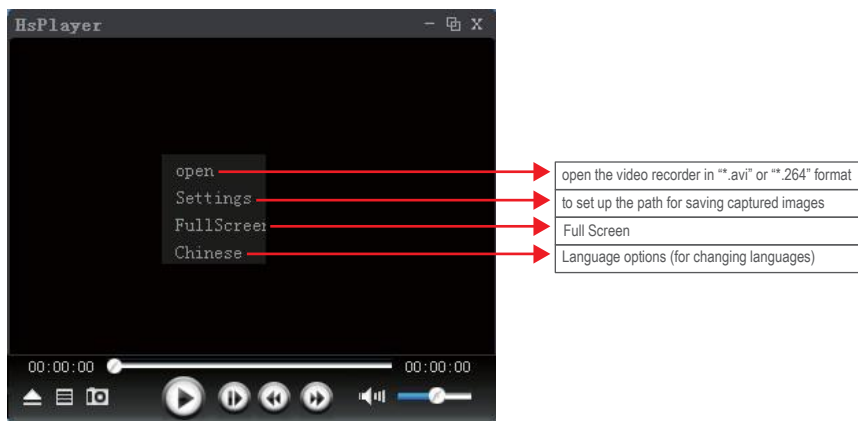 HsPlayer
open
open the video recorder in “*.avi” or “*.264” format
Settings
to set up the path for saving captured images
FullScreen
Full Screen
Chinese
Language options (for changing languages)
00:00:00
00:00:00